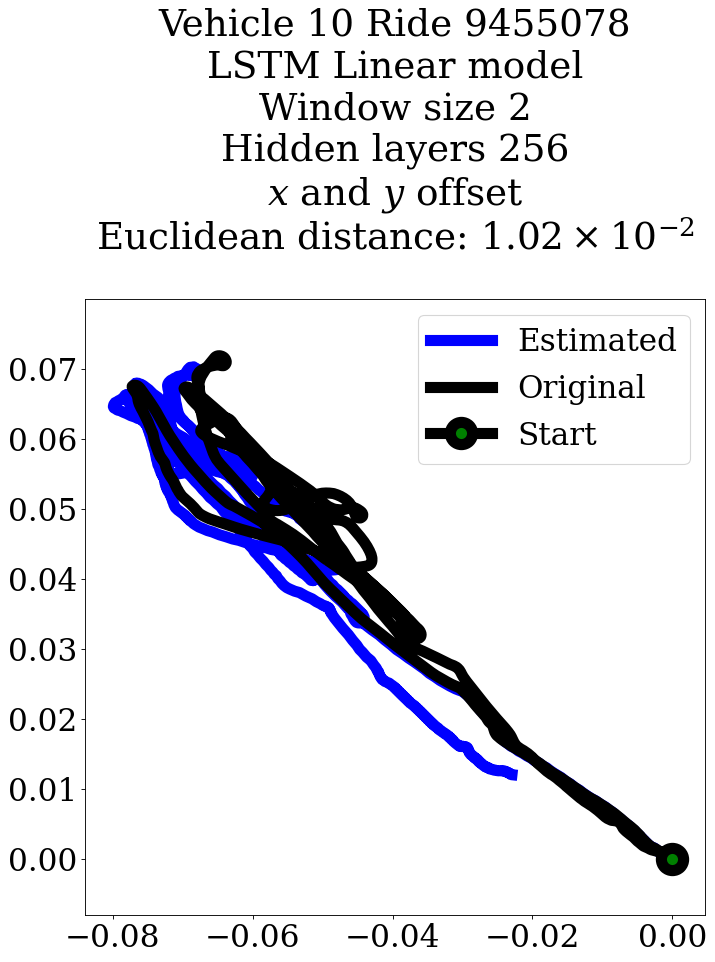 Vehicle 10 Ride 9455078
LSTM Linear model
Window size 2
Hidden layers 256
x and y offset
Euclidean distance: 1.02 × 10⁻²
Estimated
Original
Start
0.07
0.06
0.05
0.04
0.03
0.02
0.01
0.00
−0.08 −0.06 −0.04 −0.02 0.00